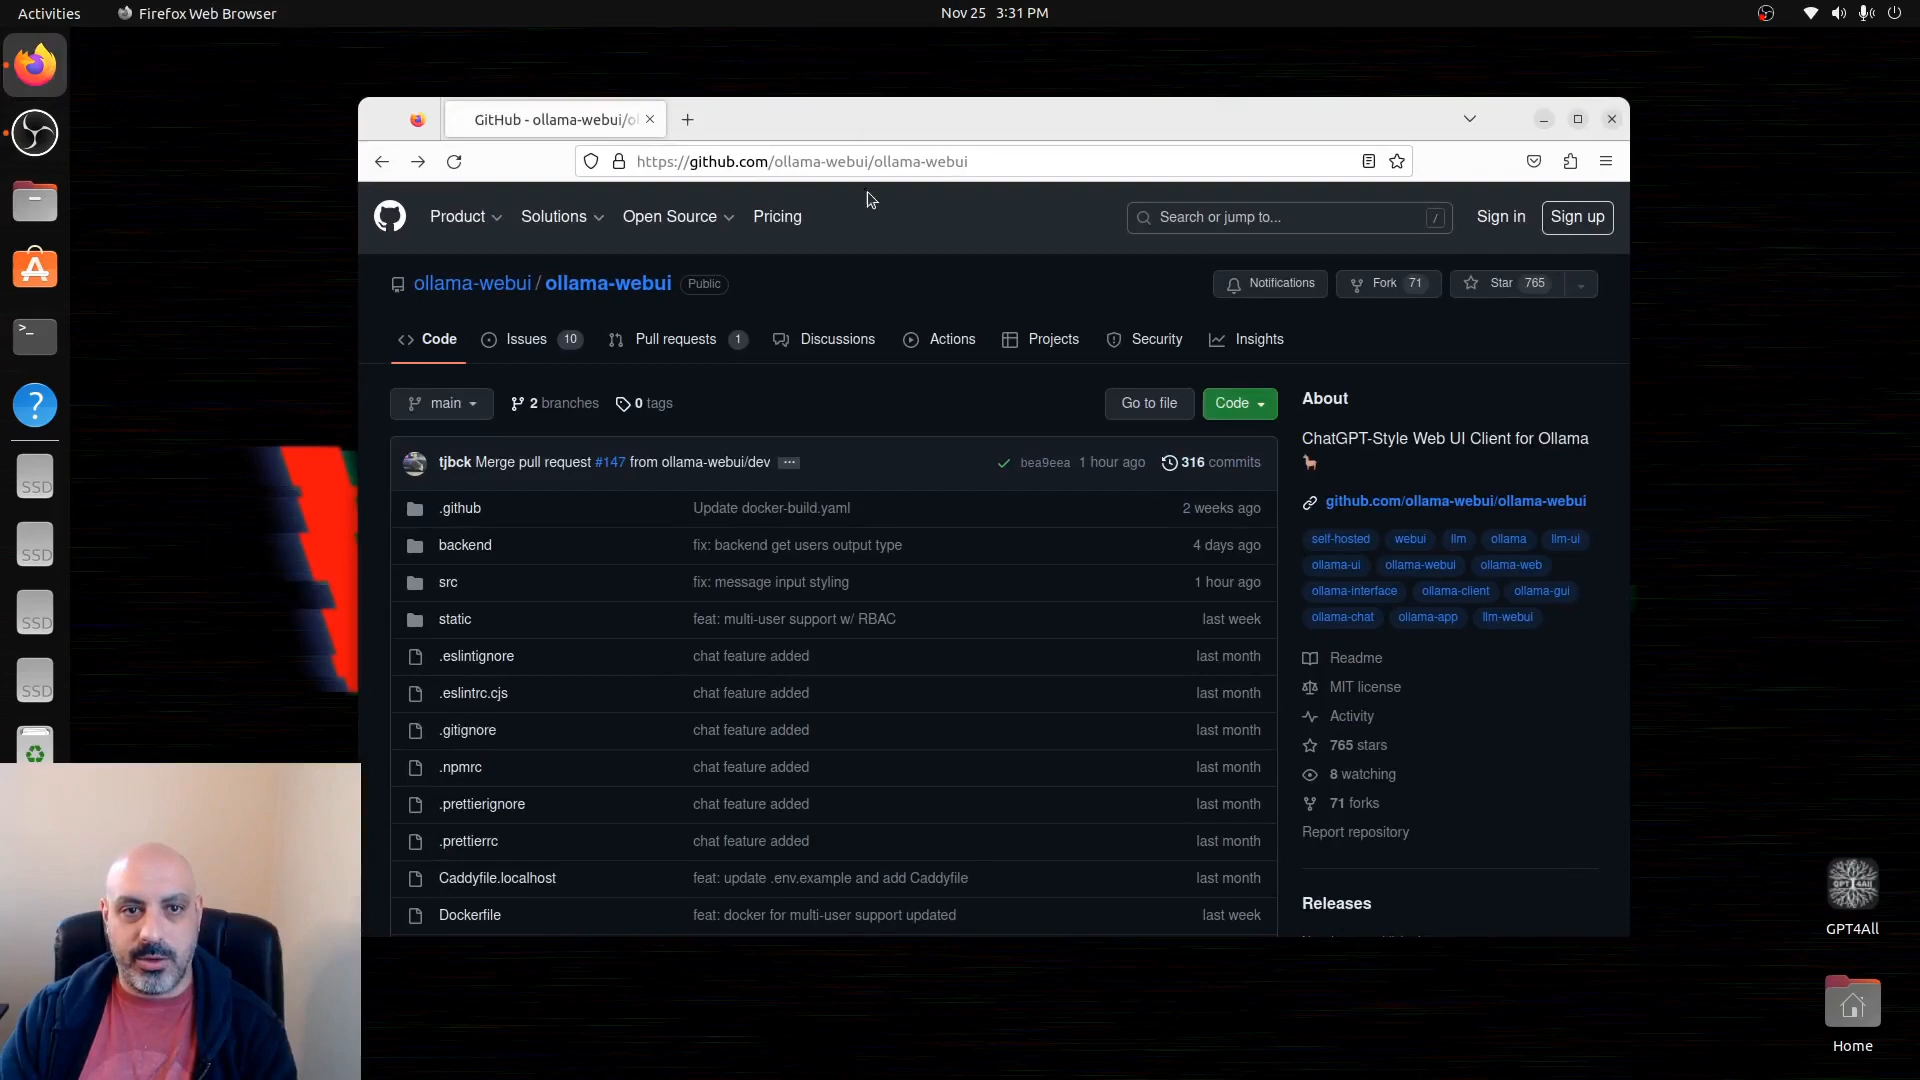 Activities
Firefox Web Browser
Nov 25 3:31 PM
GitHub - ollama-webui/ol
https://github.com/ollama-webui/ollama-webui
Product
Solutions
Open Source
Pricing
Search or jump to...
/
Sign in
Sign up
ollama-webui / ollama-webui
Public
Notifications
Fork 71
Star 765
Code
Issues 10
Pull requests 1
Discussions
Actions
Projects
Security
Insights
main
2 branches
0 tags
Go to file
Code
tjbck Merge pull request #147 from ollama-webui/dev
bea9eea 1 hour ago
316 commits
.github Update docker-build.yaml 2 weeks ago
backend fix: backend get users output type 4 days ago
src fix: message input styling 1 hour ago
static feat: multi-user support w/ RBAC last week
.eslintignore chat feature added last month
.eslintrc.cjs chat feature added last month
.gitignore chat feature added last month
.npmrc chat feature added last month
.prettierignore chat feature added last month
.prettierrc chat feature added last month
Caddyfile.localhost feat: update .env.example and add Caddyfile last month
Dockerfile feat: docker for multi-user support updated last week
About
ChatGPT-Style Web UI Client for Ollama
🦙
github.com/ollama-webui/ollama-webui
self-hosted webui llm ollama llm-ui
ollama-ui ollama-webui ollama-web
ollama-interface ollama-client ollama-gui
ollama-chat ollama-app llm-webui
Readme
MIT license
Activity
765 stars
8 watching
71 forks
Report repository
Releases
SSD
SSD
SSD
SSD
GPT4All
GPT4All
Home